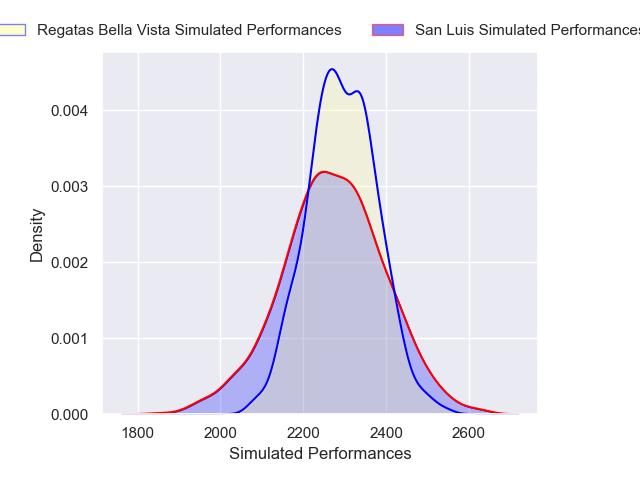 Regatas Bella Vista Simulated Performances
San Luis Simulated Performances
0.004
0.003
0.002
0.001
0.000
Density
1800 2000 2200 2400 2600
Simulated Performances